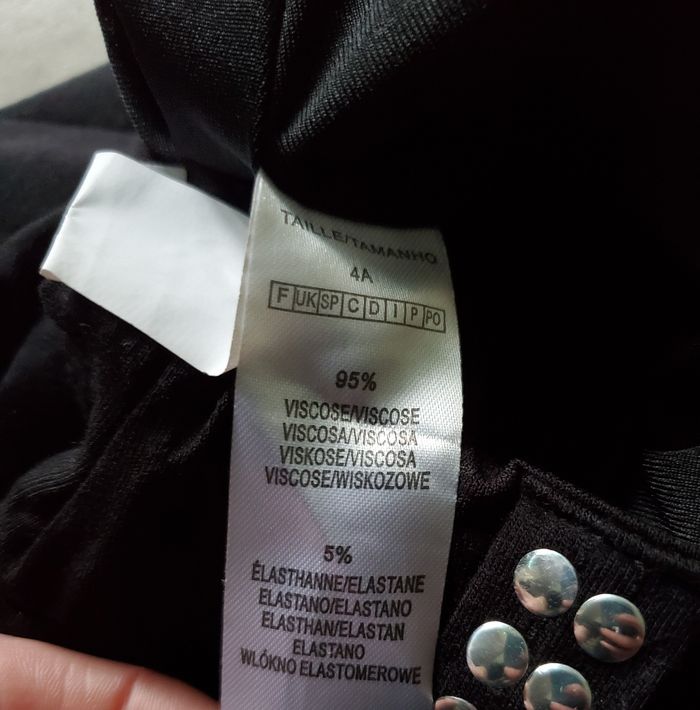 TAILLE/TAMANHO
4A
F UK SP C D I P PO
95%
VISCOSE/VISCOSE
VISCOSA/VISCOSA
VISKOSE/VISCOSA
VISCOSE/WISKOZOWE
5%
ÉLASTHANNE/ELASTANE
ELASTANO/ELASTANO
ELASTHAN/ELASTAN
ELASTANO
WLÓKNO ELASTOMEROWE